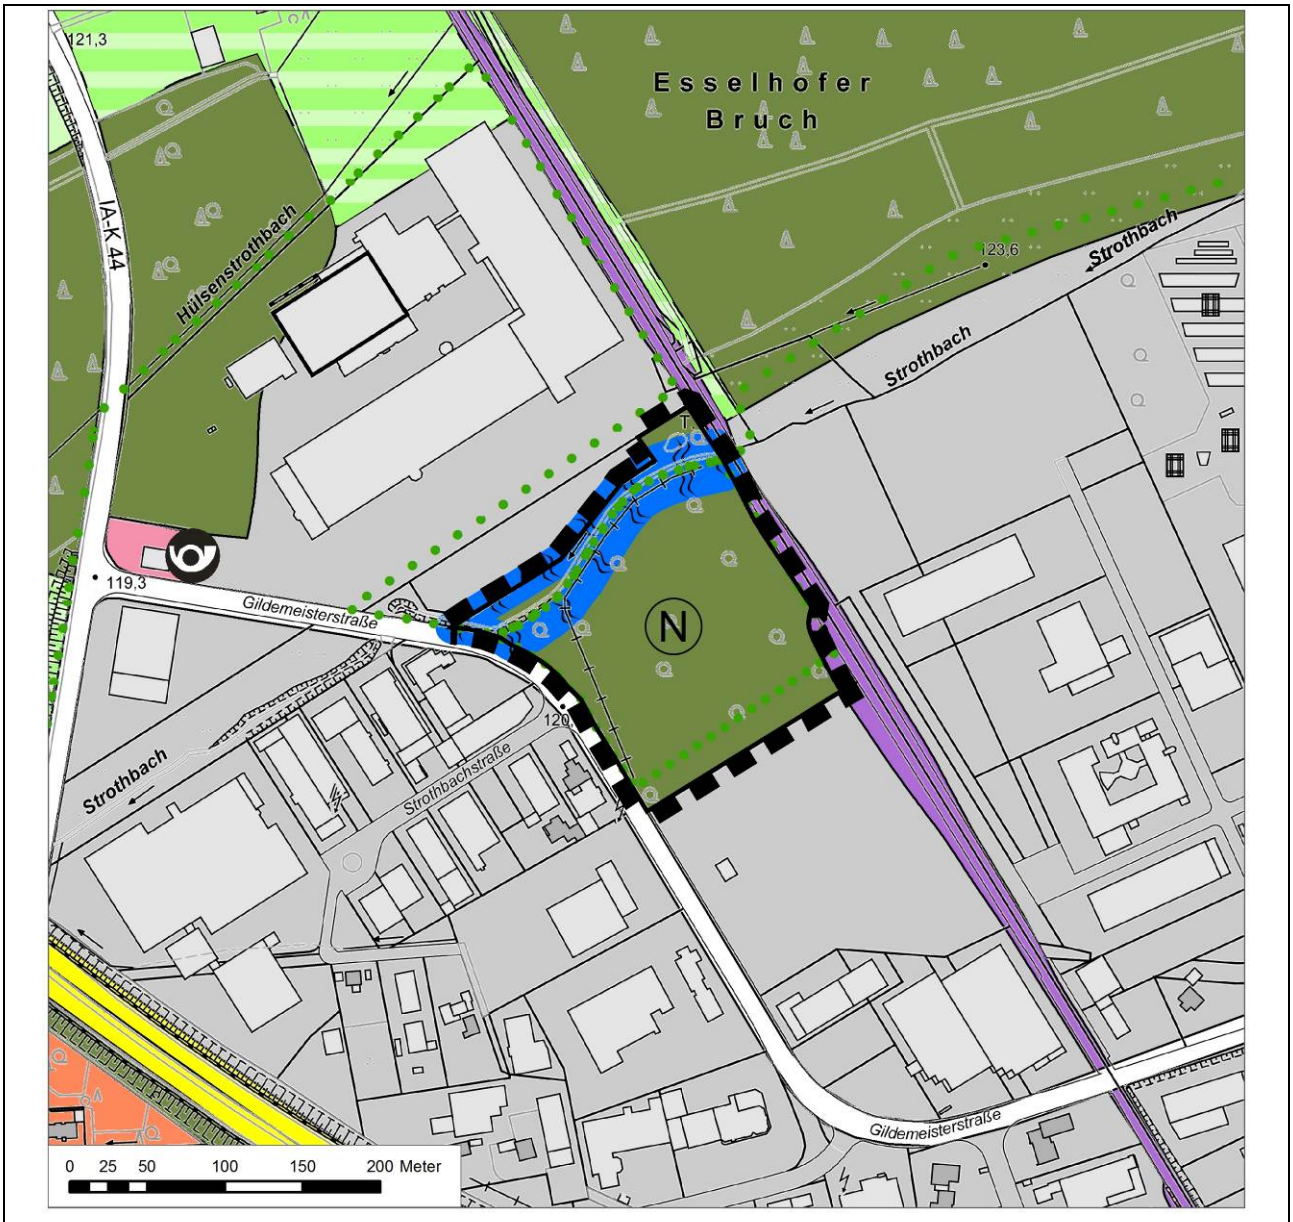 121,3
Esselhofer
Bruch
IA-K 44
Hülsenstrothbach
Strothbach
123,6
Strothbach
T
119,3
Gildemeisterstraße
N
120,
Strothbach
Strothbachstraße
Gildemeisterstraße
0 25 50 100 150 200 Meter